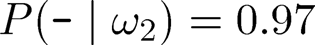 P(− | ω₂) = 0.97